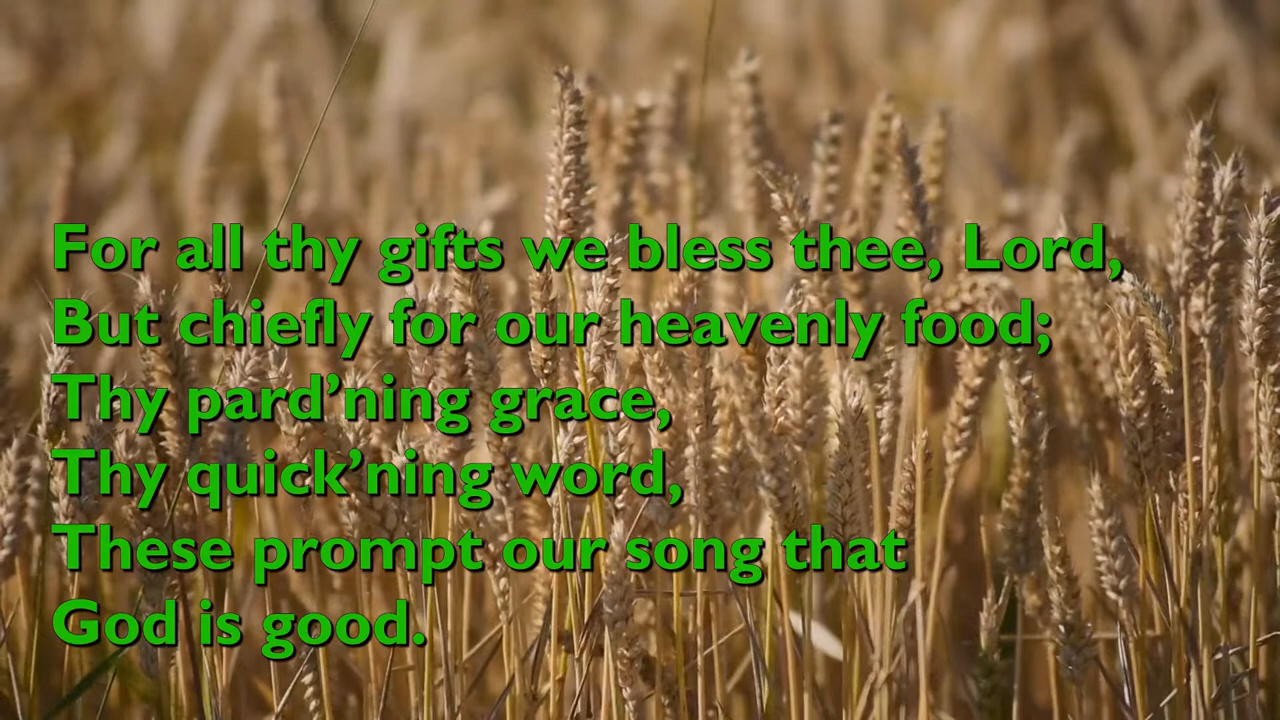 For all thy gifts we bless thee, Lord,
But chiefly for our heavenly food;
Thy pard’ning grace,
Thy quick’ning word,
These prompt our song that
God is good.